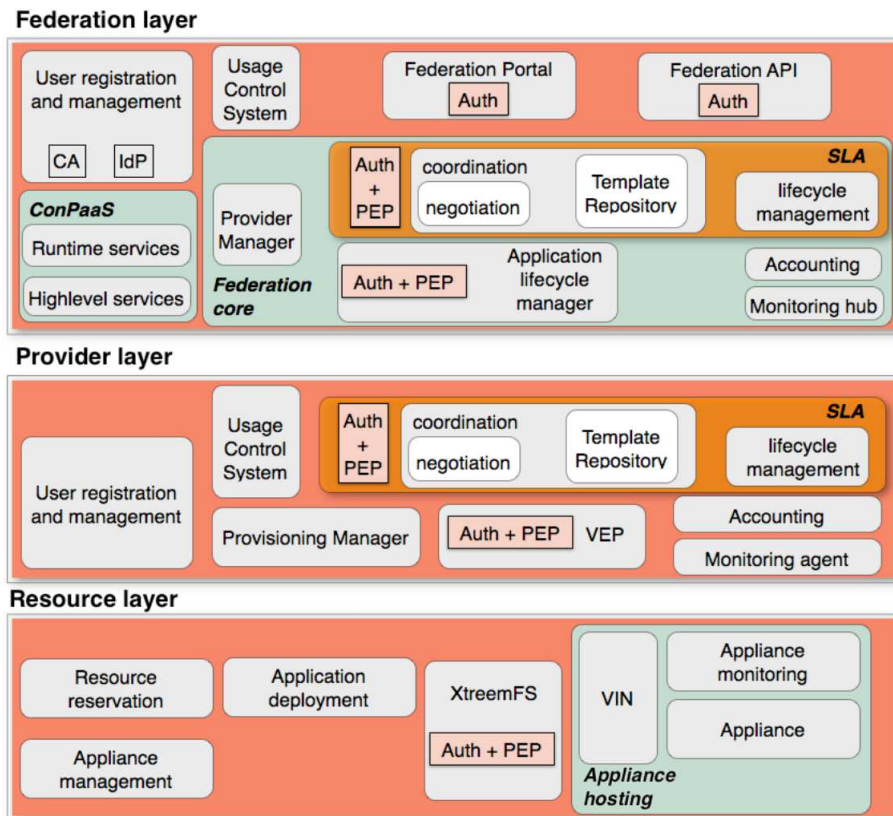 Federation layer
User registration
and management
CA
IdP
Usage
Control
System
Federation Portal
Auth
Federation API
Auth
ConPaaS
Runtime services
Highlevel services
Provider
Manager
Federation
core
Auth
+
PEP
coordination
negotiation
Template
Repository
SLA
lifecycle
management
Auth + PEP
Application
lifecycle
manager
Accounting
Monitoring hub
Provider layer
User registration
and management
Usage
Control
System
Auth
+
PEP
coordination
negotiation
Template
Repository
SLA
lifecycle
management
Provisioning Manager
Auth + PEP
VEP
Accounting
Monitoring agent
Resource layer
Resource
reservation
Application
deployment
Appliance
management
XtreemFS
Auth + PEP
VIN
Appliance
monitoring
Appliance
Appliance
hosting